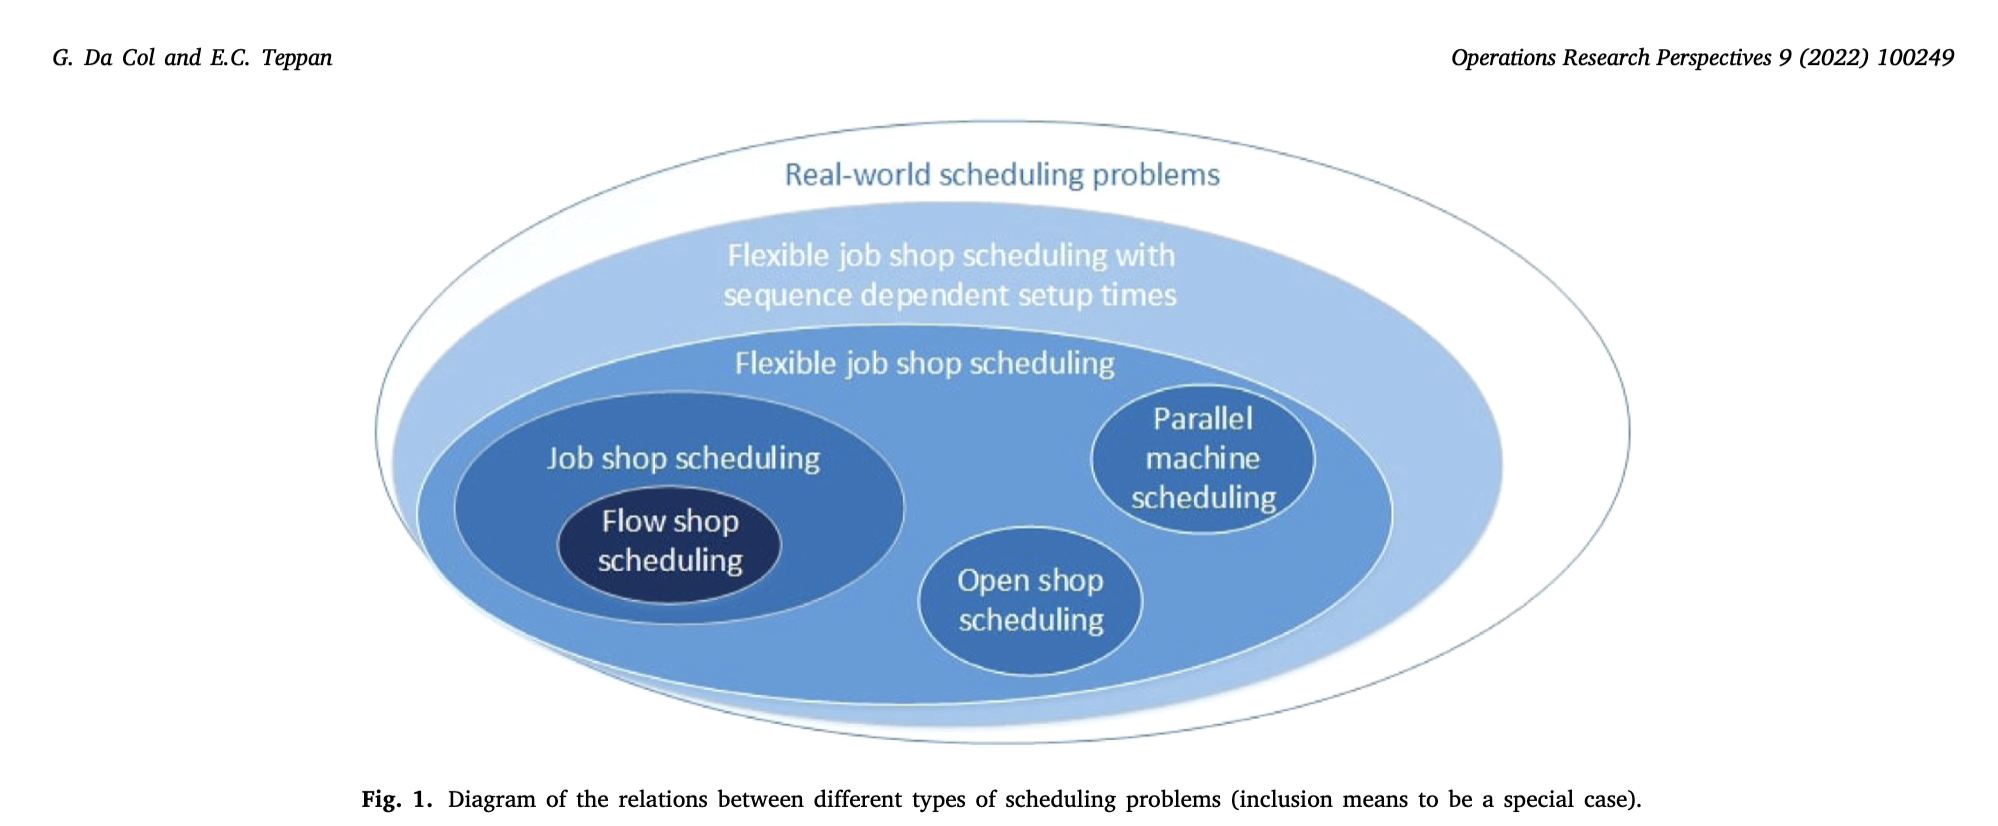 G. Da Col and E.C. Teppan
Operations Research Perspectives 9 (2022) 100249
Real-world scheduling problems
Flexible job shop scheduling with
sequence dependent setup times
Flexible job shop scheduling
Job shop scheduling
Flow shop
scheduling
Parallel
machine
scheduling
Open shop
scheduling
Fig. 1. Diagram of the relations between different types of scheduling problems (inclusion means to be a special case).